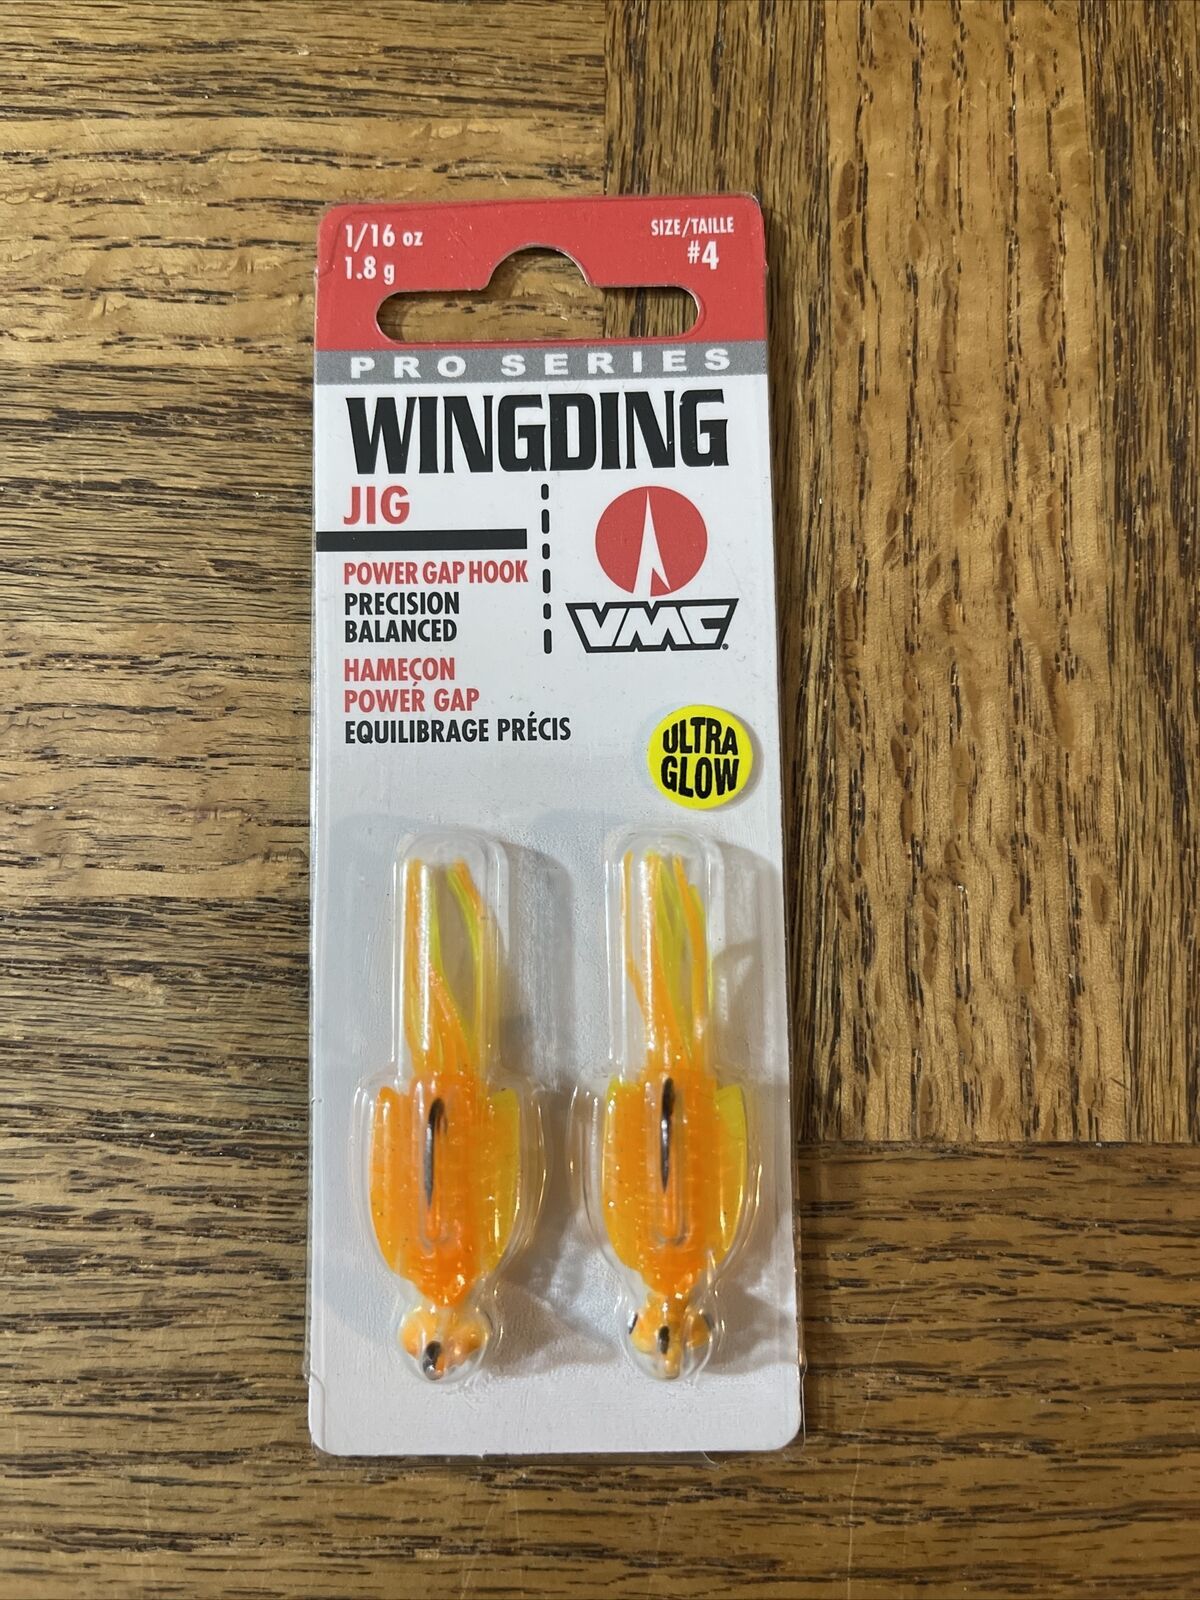 1/16 oz
1.8 g
SIZE/TAILLE
#4
PRO SERIES
WINGDING
JIG
POWER GAP HOOK
PRECISION
BALANCED
HAMEÇON
POWER GAP
EQUILIBRAGE PRÉCIS
VMC®
ULTRA
GLOW